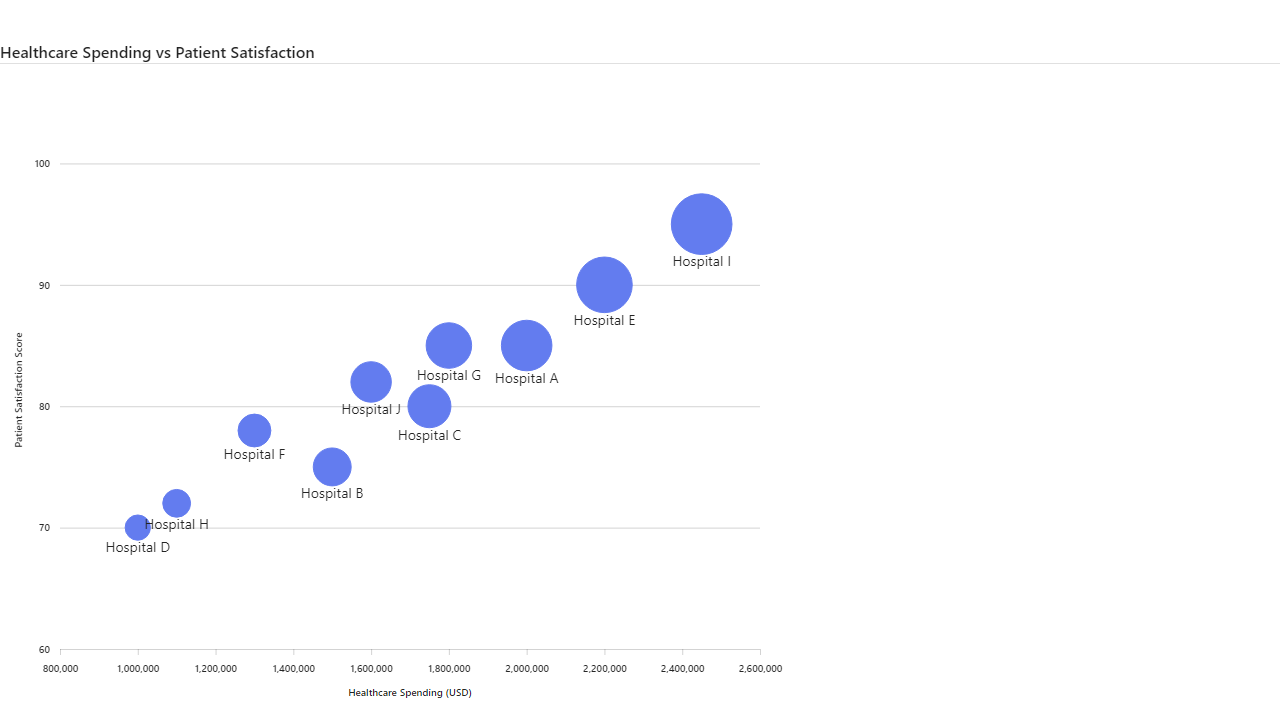 Healthcare Spending vs Patient Satisfaction
100
90
80
70
60
Patient Satisfaction Score
Hospital I
Hospital E
Hospital G
Hospital A
Hospital J
Hospital C
Hospital F
Hospital B
Hospital H
Hospital D
800,000 1,000,000 1,200,000 1,400,000 1,600,000 1,800,000 2,000,000 2,200,000 2,400,000 2,600,000
Healthcare Spending (USD)